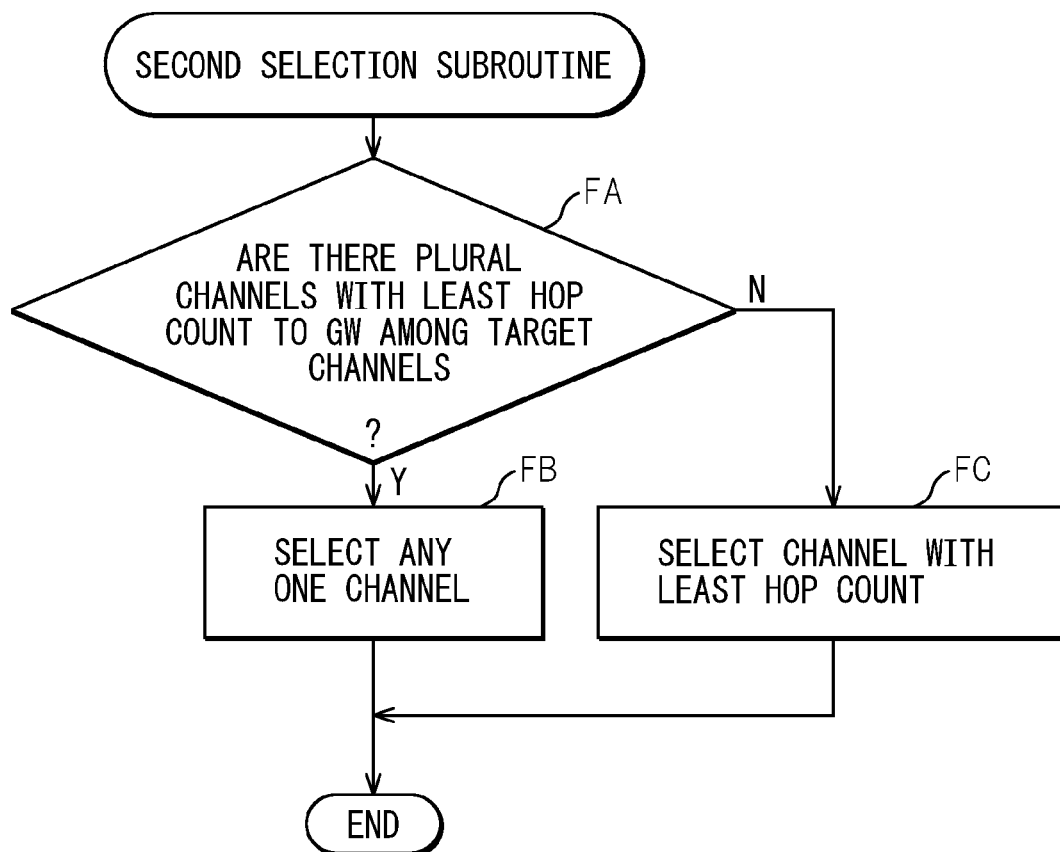 SECOND SELECTION SUBROUTINE
FA
ARE THERE PLURAL
CHANNELS WITH LEAST HOP
COUNT TO GW AMONG TARGET
CHANNELS
?
N
Y
FB
SELECT ANY
ONE CHANNEL
FC
SELECT CHANNEL WITH
LEAST HOP COUNT
END